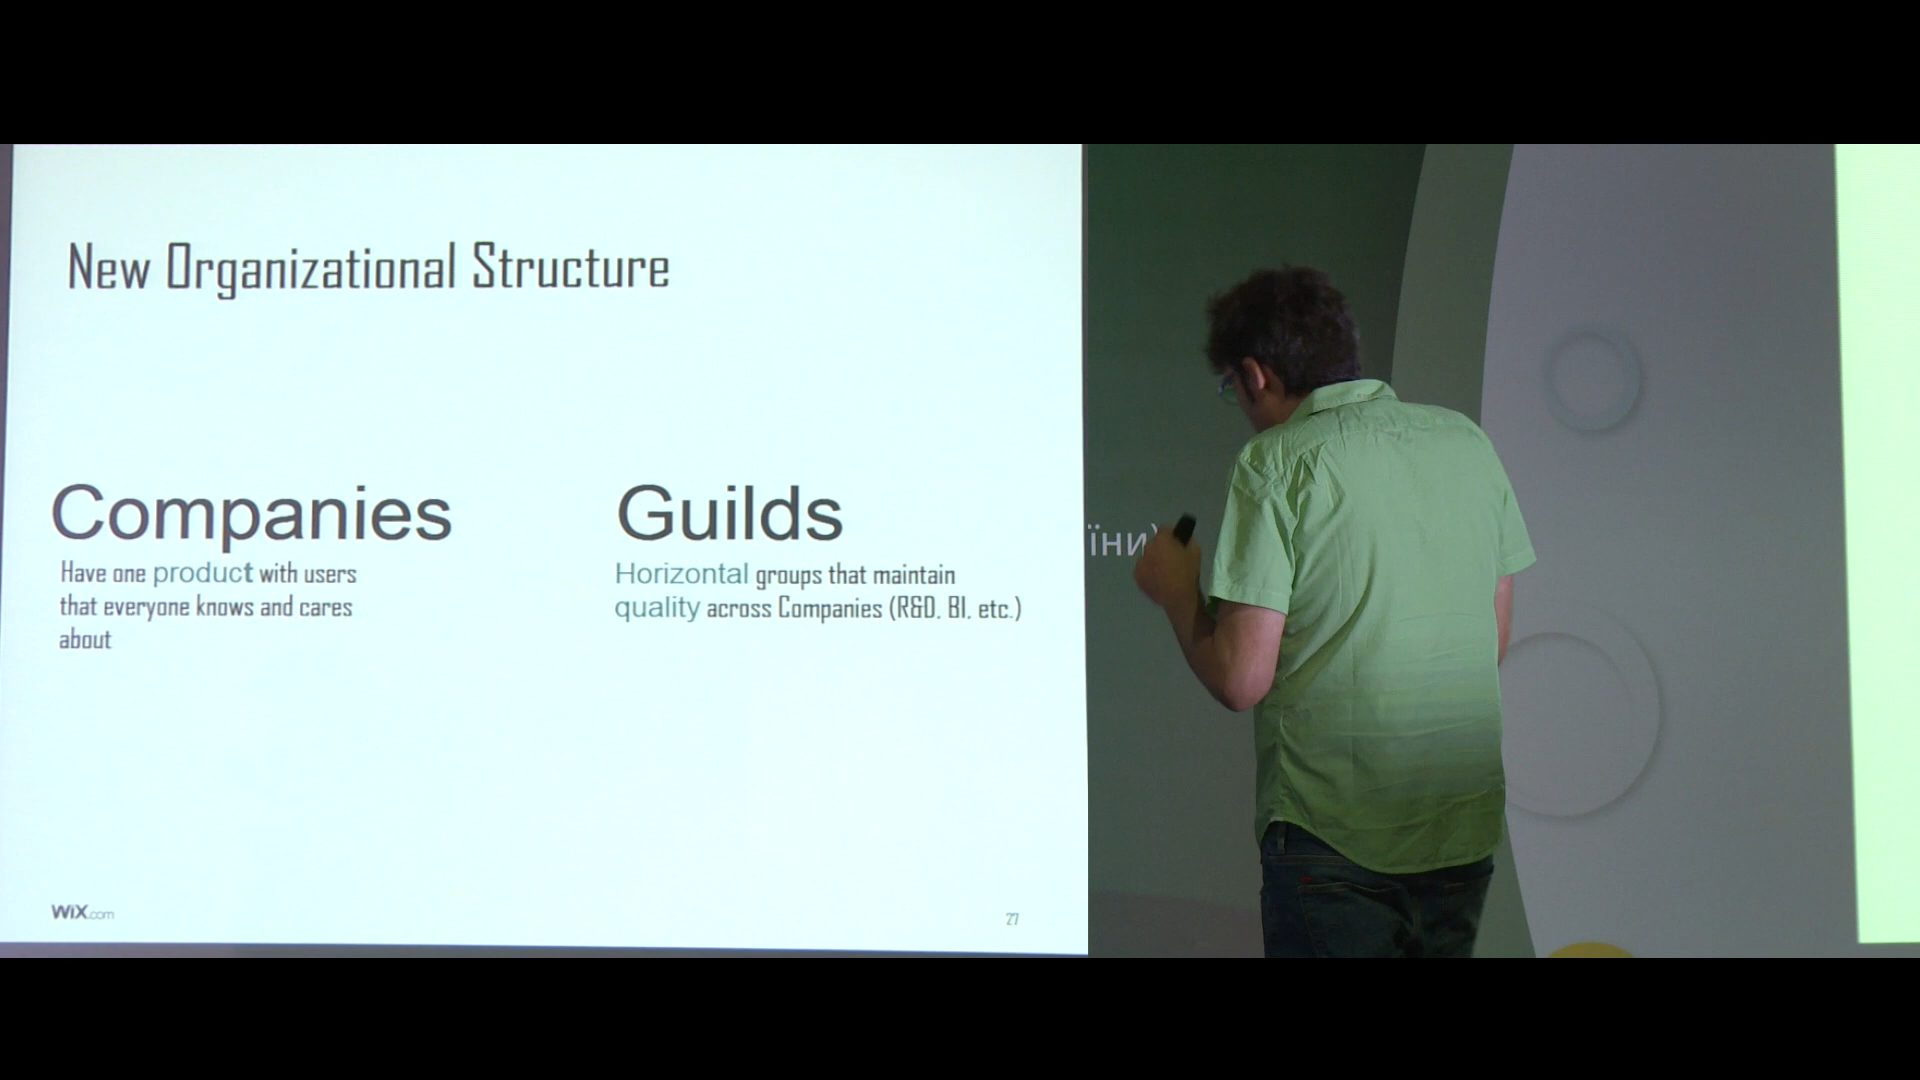 New Organizational Structure
Companies
Have one product with users
that everyone knows and cares
about
Guilds
Horizontal groups that maintain
quality across Companies (R&D, BI, etc.)
WiX.com
27
їни)